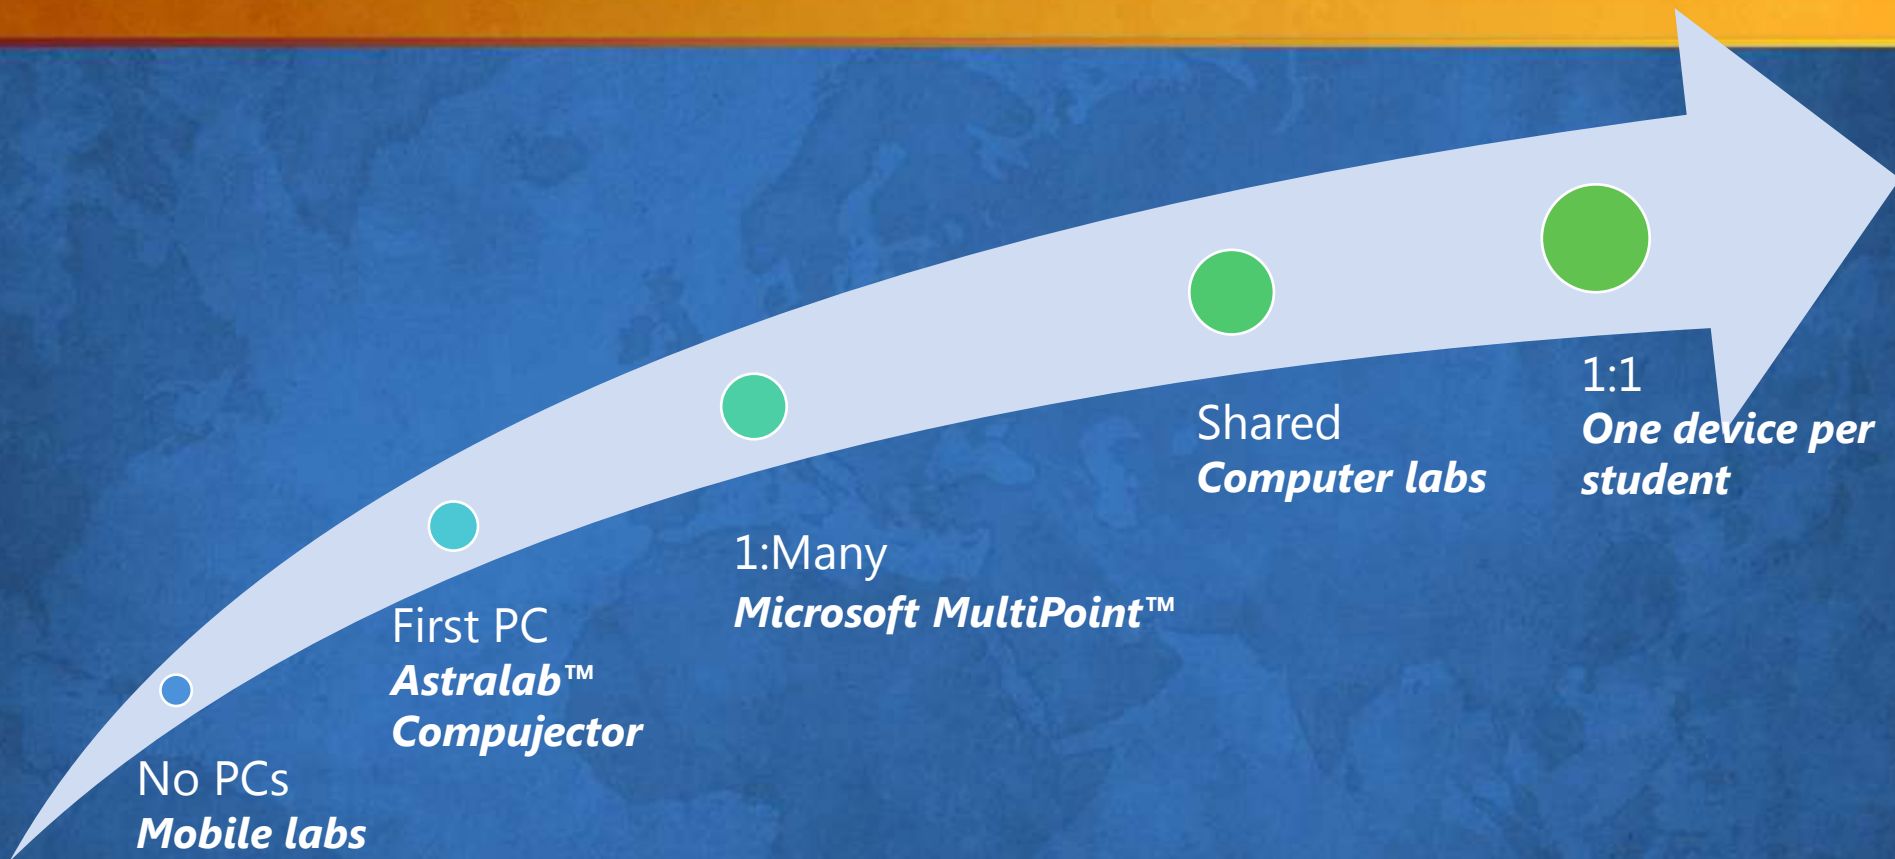 No PCs
Mobile labs
First PC
Astralab™
Compujector
1:Many
Microsoft MultiPoint™
Shared
Computer labs
1:1
One device per
student